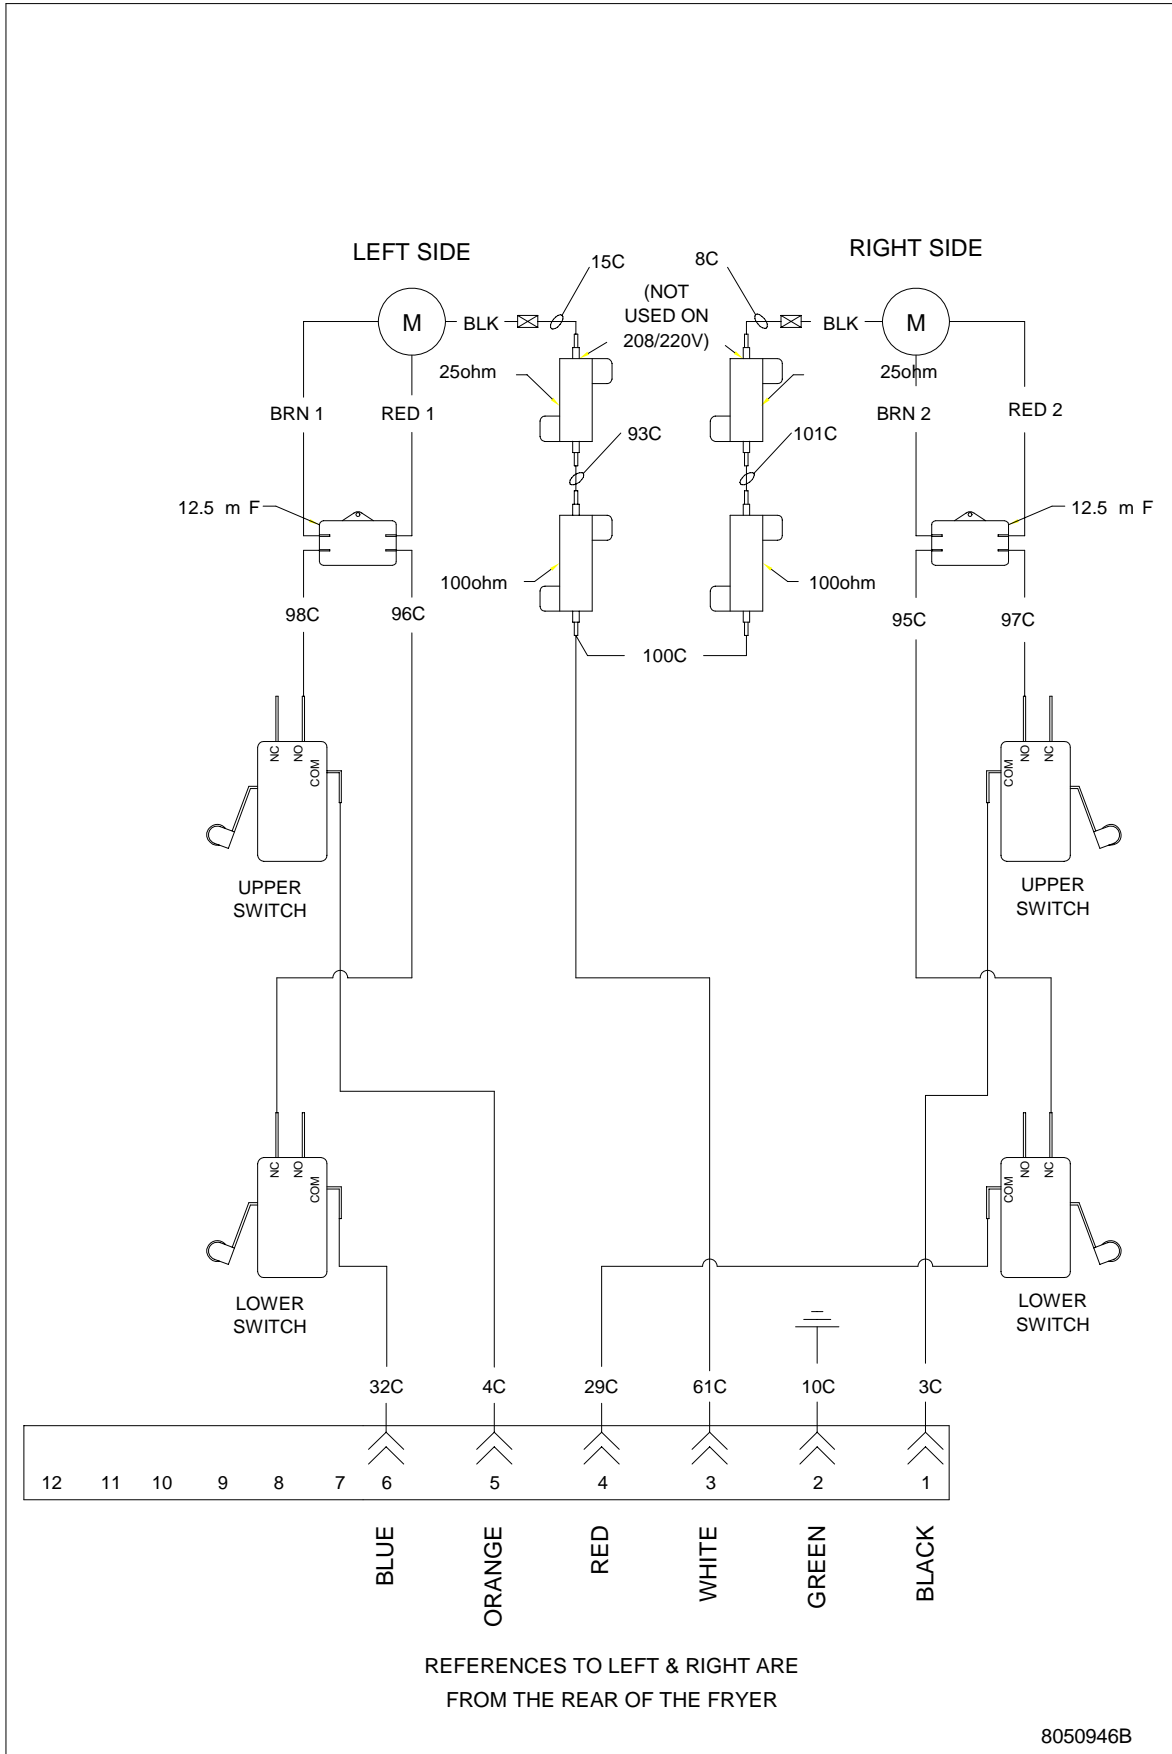 LEFT SIDE
RIGHT SIDE
15C
8C
(NOT
USED ON
208/220V)
M
BLK
BLK
M
25ohm
25ohm
BRN 1
RED 1
BRN 2
RED 2
93C
101C
12.5 m F
12.5 m F
100ohm
100ohm
98C
96C
95C
97C
100C
NC
NO
COM
COM
NO
NC
UPPER
SWITCH
UPPER
SWITCH
NC
NO
COM
COM
NO
NC
LOWER
SWITCH
LOWER
SWITCH
32C
4C
29C
61C
10C
3C
12
11
10
9
8
7
6
5
4
3
2
1
BLUE
ORANGE
RED
WHITE
GREEN
BLACK
REFERENCES TO LEFT & RIGHT ARE
FROM THE REAR OF THE FRYER
8050946B